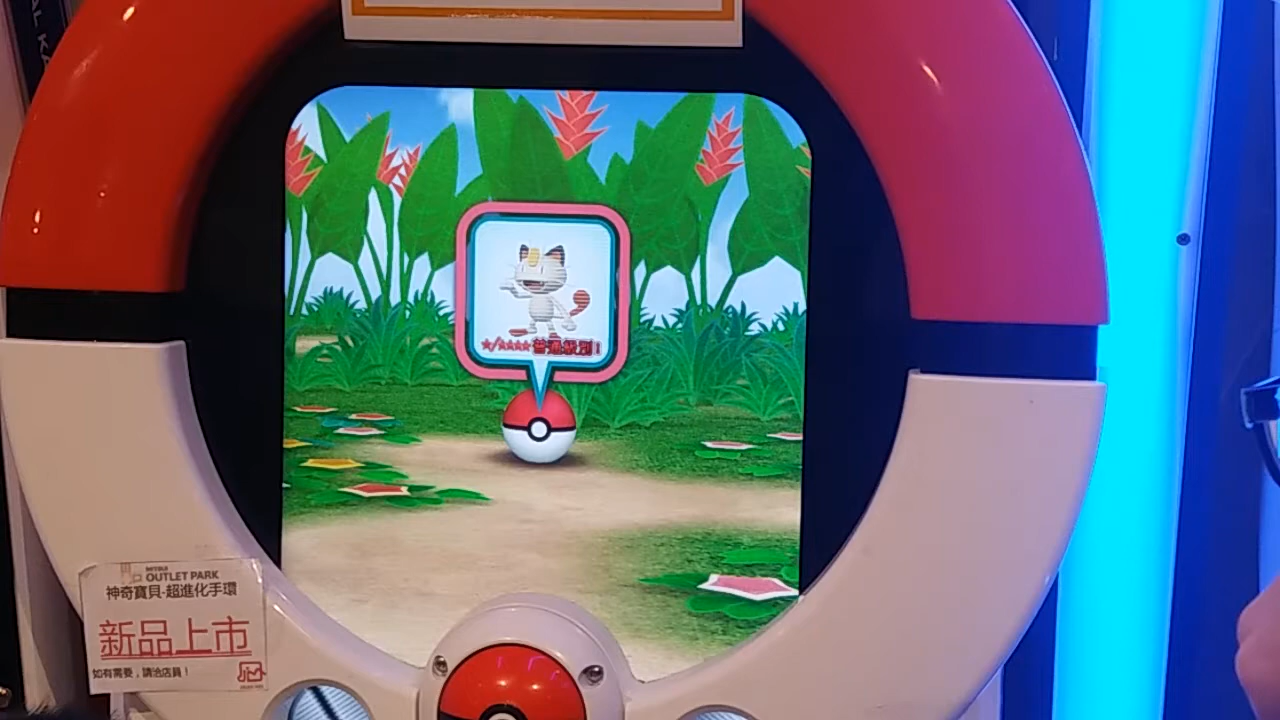 ★/★★★★ 普通級別！
MITSUI
OUTLET PARK
神奇寶貝-超進化手環
新品上市
如有需要，請洽店員！